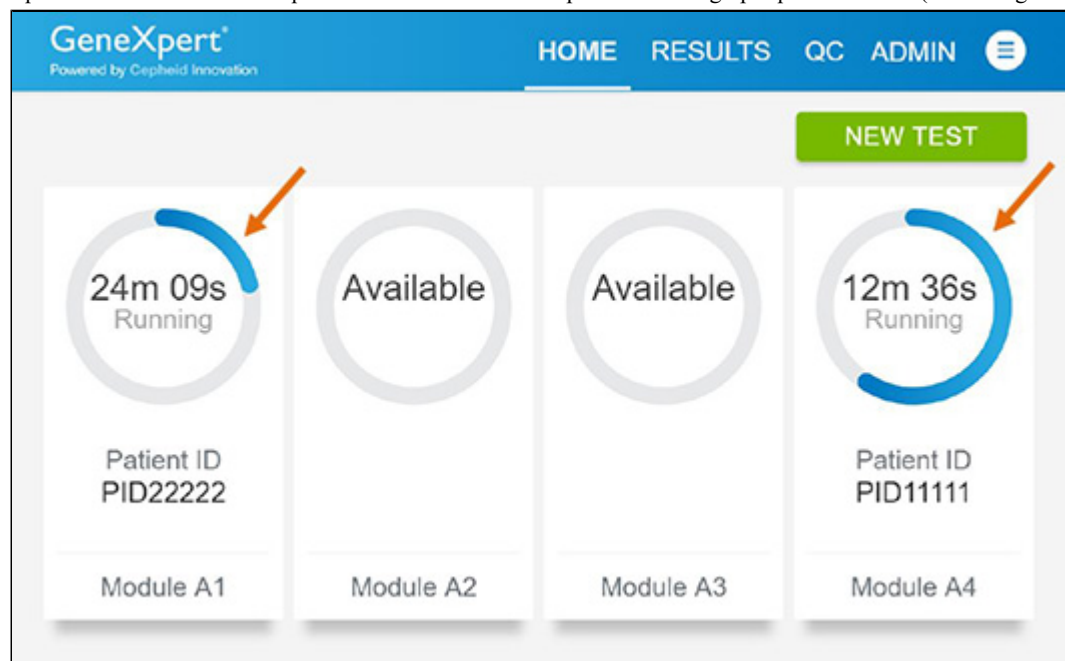 GeneXpert®
Powered by Cepheid Innovation
HOME RESULTS QC ADMIN
NEW TEST
24m 09s
Running
Available
Available
12m 36s
Running
Patient ID
PID22222
Patient ID
PID11111
Module A1
Module A2
Module A3
Module A4